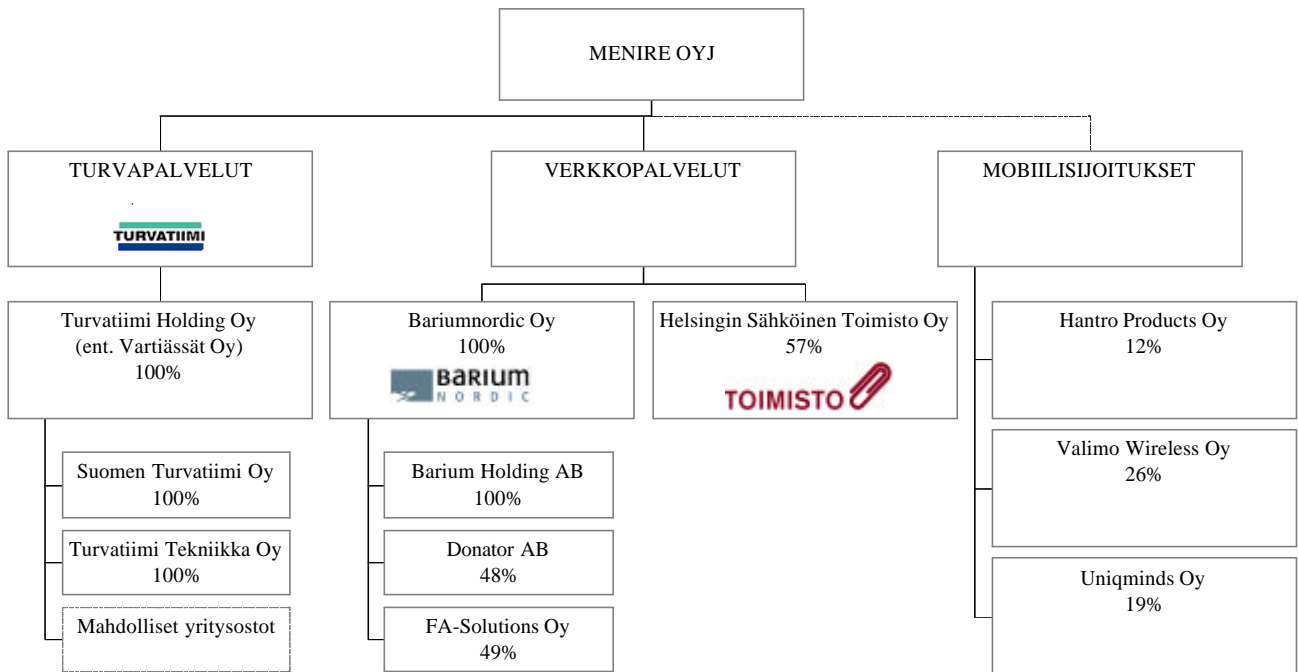 MENIRE OYJ
TURVAPALVELUT
TURVATIIMI
VERKKOPALVELUT
MOBIILISIJOITUKSET
Turvatiimi Holding Oy
(ent. Vartiässät Oy)
100%
Suomen Turvatiimi Oy
100%
Turvatiimi Tekniikka Oy
100%
Mahdolliset yritysostot
Bariumnordic Oy
100%
BARIUM
NORDIC
Barium Holding AB
100%
Donator AB
48%
FA-Solutions Oy
49%
Helsingin Sähköinen Toimisto Oy
57%
TOIMISTO
Hantro Products Oy
12%
Valimo Wireless Oy
26%
Uniqminds Oy
19%